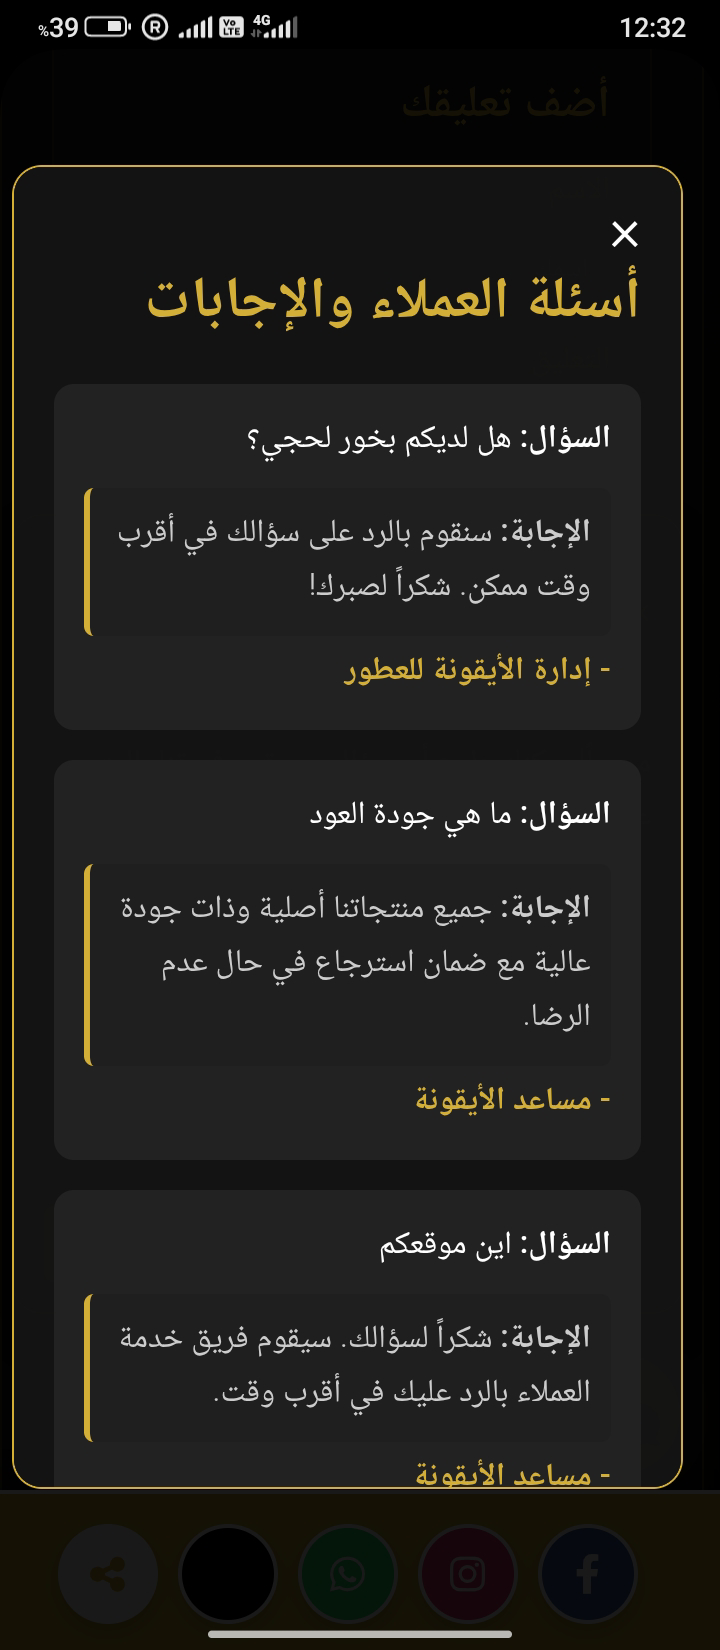 %39 R Vo LTE 4G 12:32
أضف تعليقك
×
أسئلة العملاء والإجابات
السؤال: هل لديكم بخور لحجي؟
الإجابة: سنقوم بالرد على سؤالك في أقرب
وقت ممكن. شكراً لصبرك!
- إدارة الأيقونة للعطور
السؤال: ما هي جودة العود
الإجابة: جميع منتجاتنا أصلية وذات جودة
عالية مع ضمان استرجاع في حال عدم
الرضا.
- مساعد الأيقونة
السؤال: اين موقعكم
الإجابة: شكراً لسؤالك. سيقوم فريق خدمة
العملاء بالرد عليك في أقرب وقت.
- مساعد الأيقونة